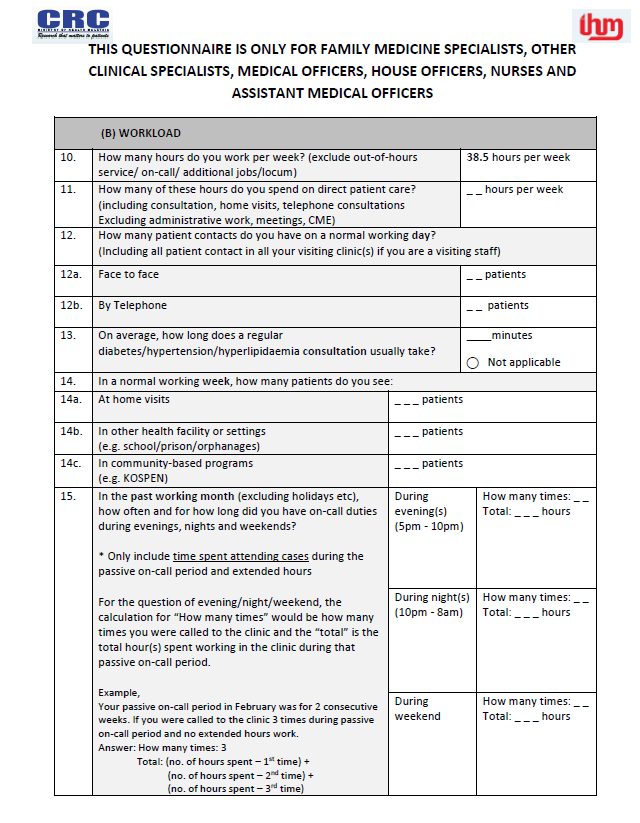 CRC
MINISTRY OF HEALTH MALAYSIA
Research that matters to patients
ihm
THIS QUESTIONNAIRE IS ONLY FOR FAMILY MEDICINE SPECIALISTS, OTHER
CLINICAL SPECIALISTS, MEDICAL OFFICERS, HOUSE OFFICERS, NURSES AND
ASSISTANT MEDICAL OFFICERS
(B) WORKLOAD
10. How many hours do you work per week? (exclude out-of-hours
service/ on-call/ additional jobs/locum)
38.5 hours per week
11. How many of these hours do you spend on direct patient care?
(including consultation, home visits, telephone consultations
Excluding administrative work, meetings, CME)
_ _ hours per week
12. How many patient contacts do you have on a normal working day?
(Including all patient contact in all your visiting clinic(s) if you are a visiting staff)
12a. Face to face
_ _ patients
12b. By Telephone
_ _ patients
13. On average, how long does a regular
diabetes/hypertension/hyperlipidaemia consultation usually take?
____minutes
Not applicable
14. In a normal working week, how many patients do you see:
14a. At home visits
_ _ _ patients
14b. In other health facility or settings
(e.g. school/prison/orphanages)
_ _ _ patients
14c. In community-based programs
(e.g. KOSPEN)
_ _ _ patients
15. In the past working month (excluding holidays etc),
how often and for how long did you have on-call duties
during evenings, nights and weekends?
* Only include time spent attending cases during the
passive on-call period and extended hours
For the question of evening/night/weekend, the
calculation for “How many times” would be how many
times you were called to the clinic and the “total” is the
total hour(s) spent working in the clinic during that
passive on-call period.
Example,
Your passive on-call period in February was for 2 consecutive
weeks. If you were called to the clinic 3 times during passive
on-call period and no extended hours work.
Answer: How many times: 3
Total: (no. of hours spent – 1st time) +
(no. of hours spent – 2nd time) +
(no. of hours spent – 3rd time)
During
evening(s)
(5pm - 10pm)
How many times: _ _
Total: _ _ _ hours
During night(s)
(10pm - 8am)
How many times: _ _
Total: _ _ _ hours
During
weekend
How many times: _ _
Total: _ _ _ hours